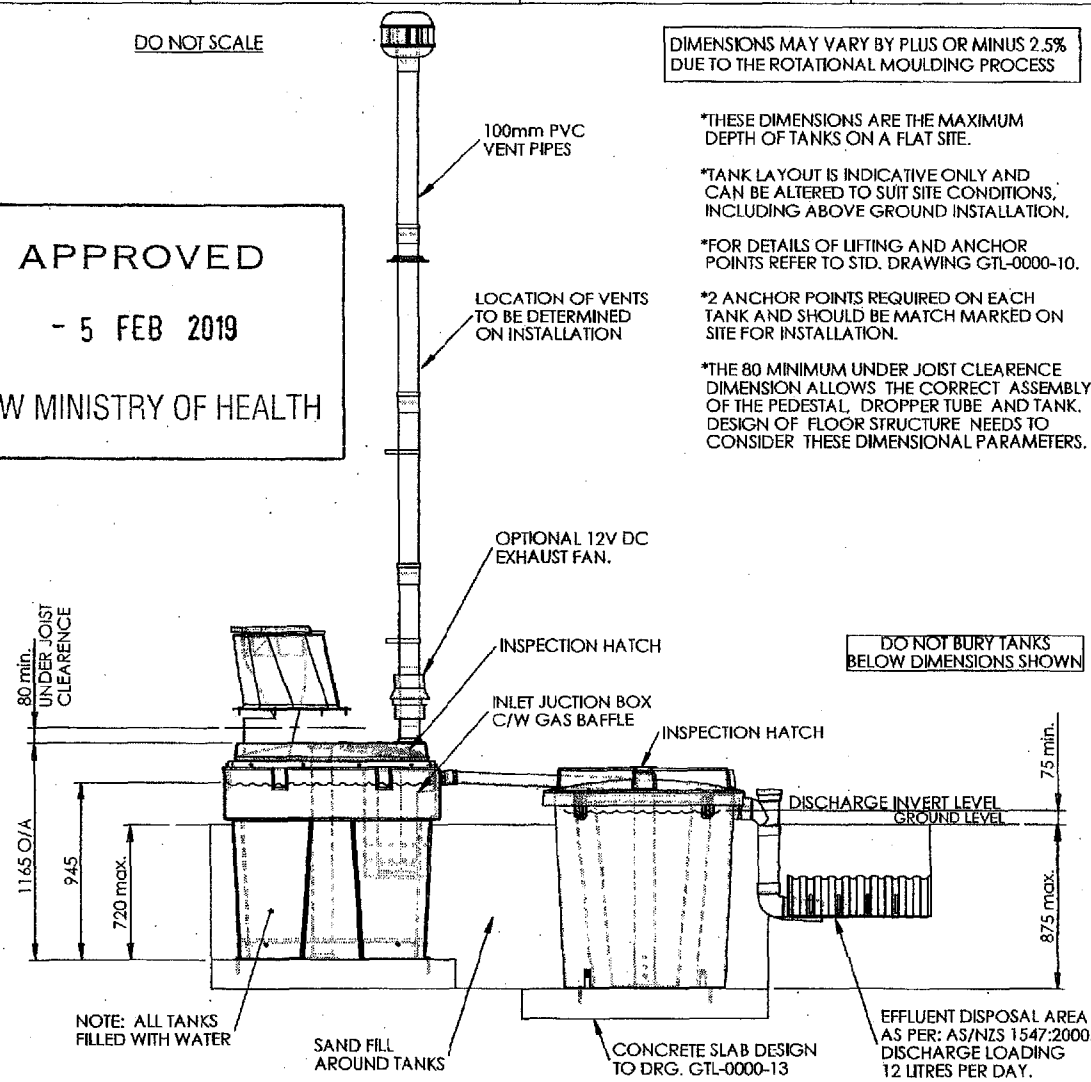 DO NOT SCALE
DIMENSIONS MAY VARY BY PLUS OR MINUS 2.5%
DUE TO THE ROTATIONAL MOULDING PROCESS
100mm PVC
VENT PIPES
*THESE DIMENSIONS ARE THE MAXIMUM
DEPTH OF TANKS ON A FLAT SITE.
*TANK LAYOUT IS INDICATIVE ONLY AND
CAN BE ALTERED TO SUIT SITE CONDITIONS,
INCLUDING ABOVE GROUND INSTALLATION.
*FOR DETAILS OF LIFTING AND ANCHOR
POINTS REFER TO STD. DRAWING GTL-0000-10.
*2 ANCHOR POINTS REQUIRED ON EACH
TANK AND SHOULD BE MATCH MARKED ON
SITE FOR INSTALLATION.
*THE 80 MINIMUM UNDER JOIST CLEARENCE
DIMENSION ALLOWS THE CORRECT ASSEMBLY
OF THE PEDESTAL, DROPPER TUBE AND TANK.
DESIGN OF FLOOR STRUCTURE NEEDS TO
CONSIDER THESE DIMENSIONAL PARAMETERS.
APPROVED
- 5 FEB 2019
W MINISTRY OF HEALTH
LOCATION OF VENTS
TO BE DETERMINED
ON INSTALLATION
OPTIONAL 12V DC
EXHAUST FAN.
80 min.
UNDER JOIST
CLEARENCE
INSPECTION HATCH
DO NOT BURY TANKS
BELOW DIMENSIONS SHOWN
INLET JUCTION BOX
C/W GAS BAFFLE
INSPECTION HATCH
75 min.
DISCHARGE INVERT LEVEL
GROUND LEVEL
1165 O/A
945
720 max.
875 max.
NOTE: ALL TANKS
FILLED WITH WATER
SAND FILL
AROUND TANKS
CONCRETE SLAB DESIGN
TO DRG. GTL-0000-13
EFFLUENT DISPOSAL AREA
AS PER: AS/NZS 1547:2000
DISCHARGE LOADING
12 LITRES PER DAY.